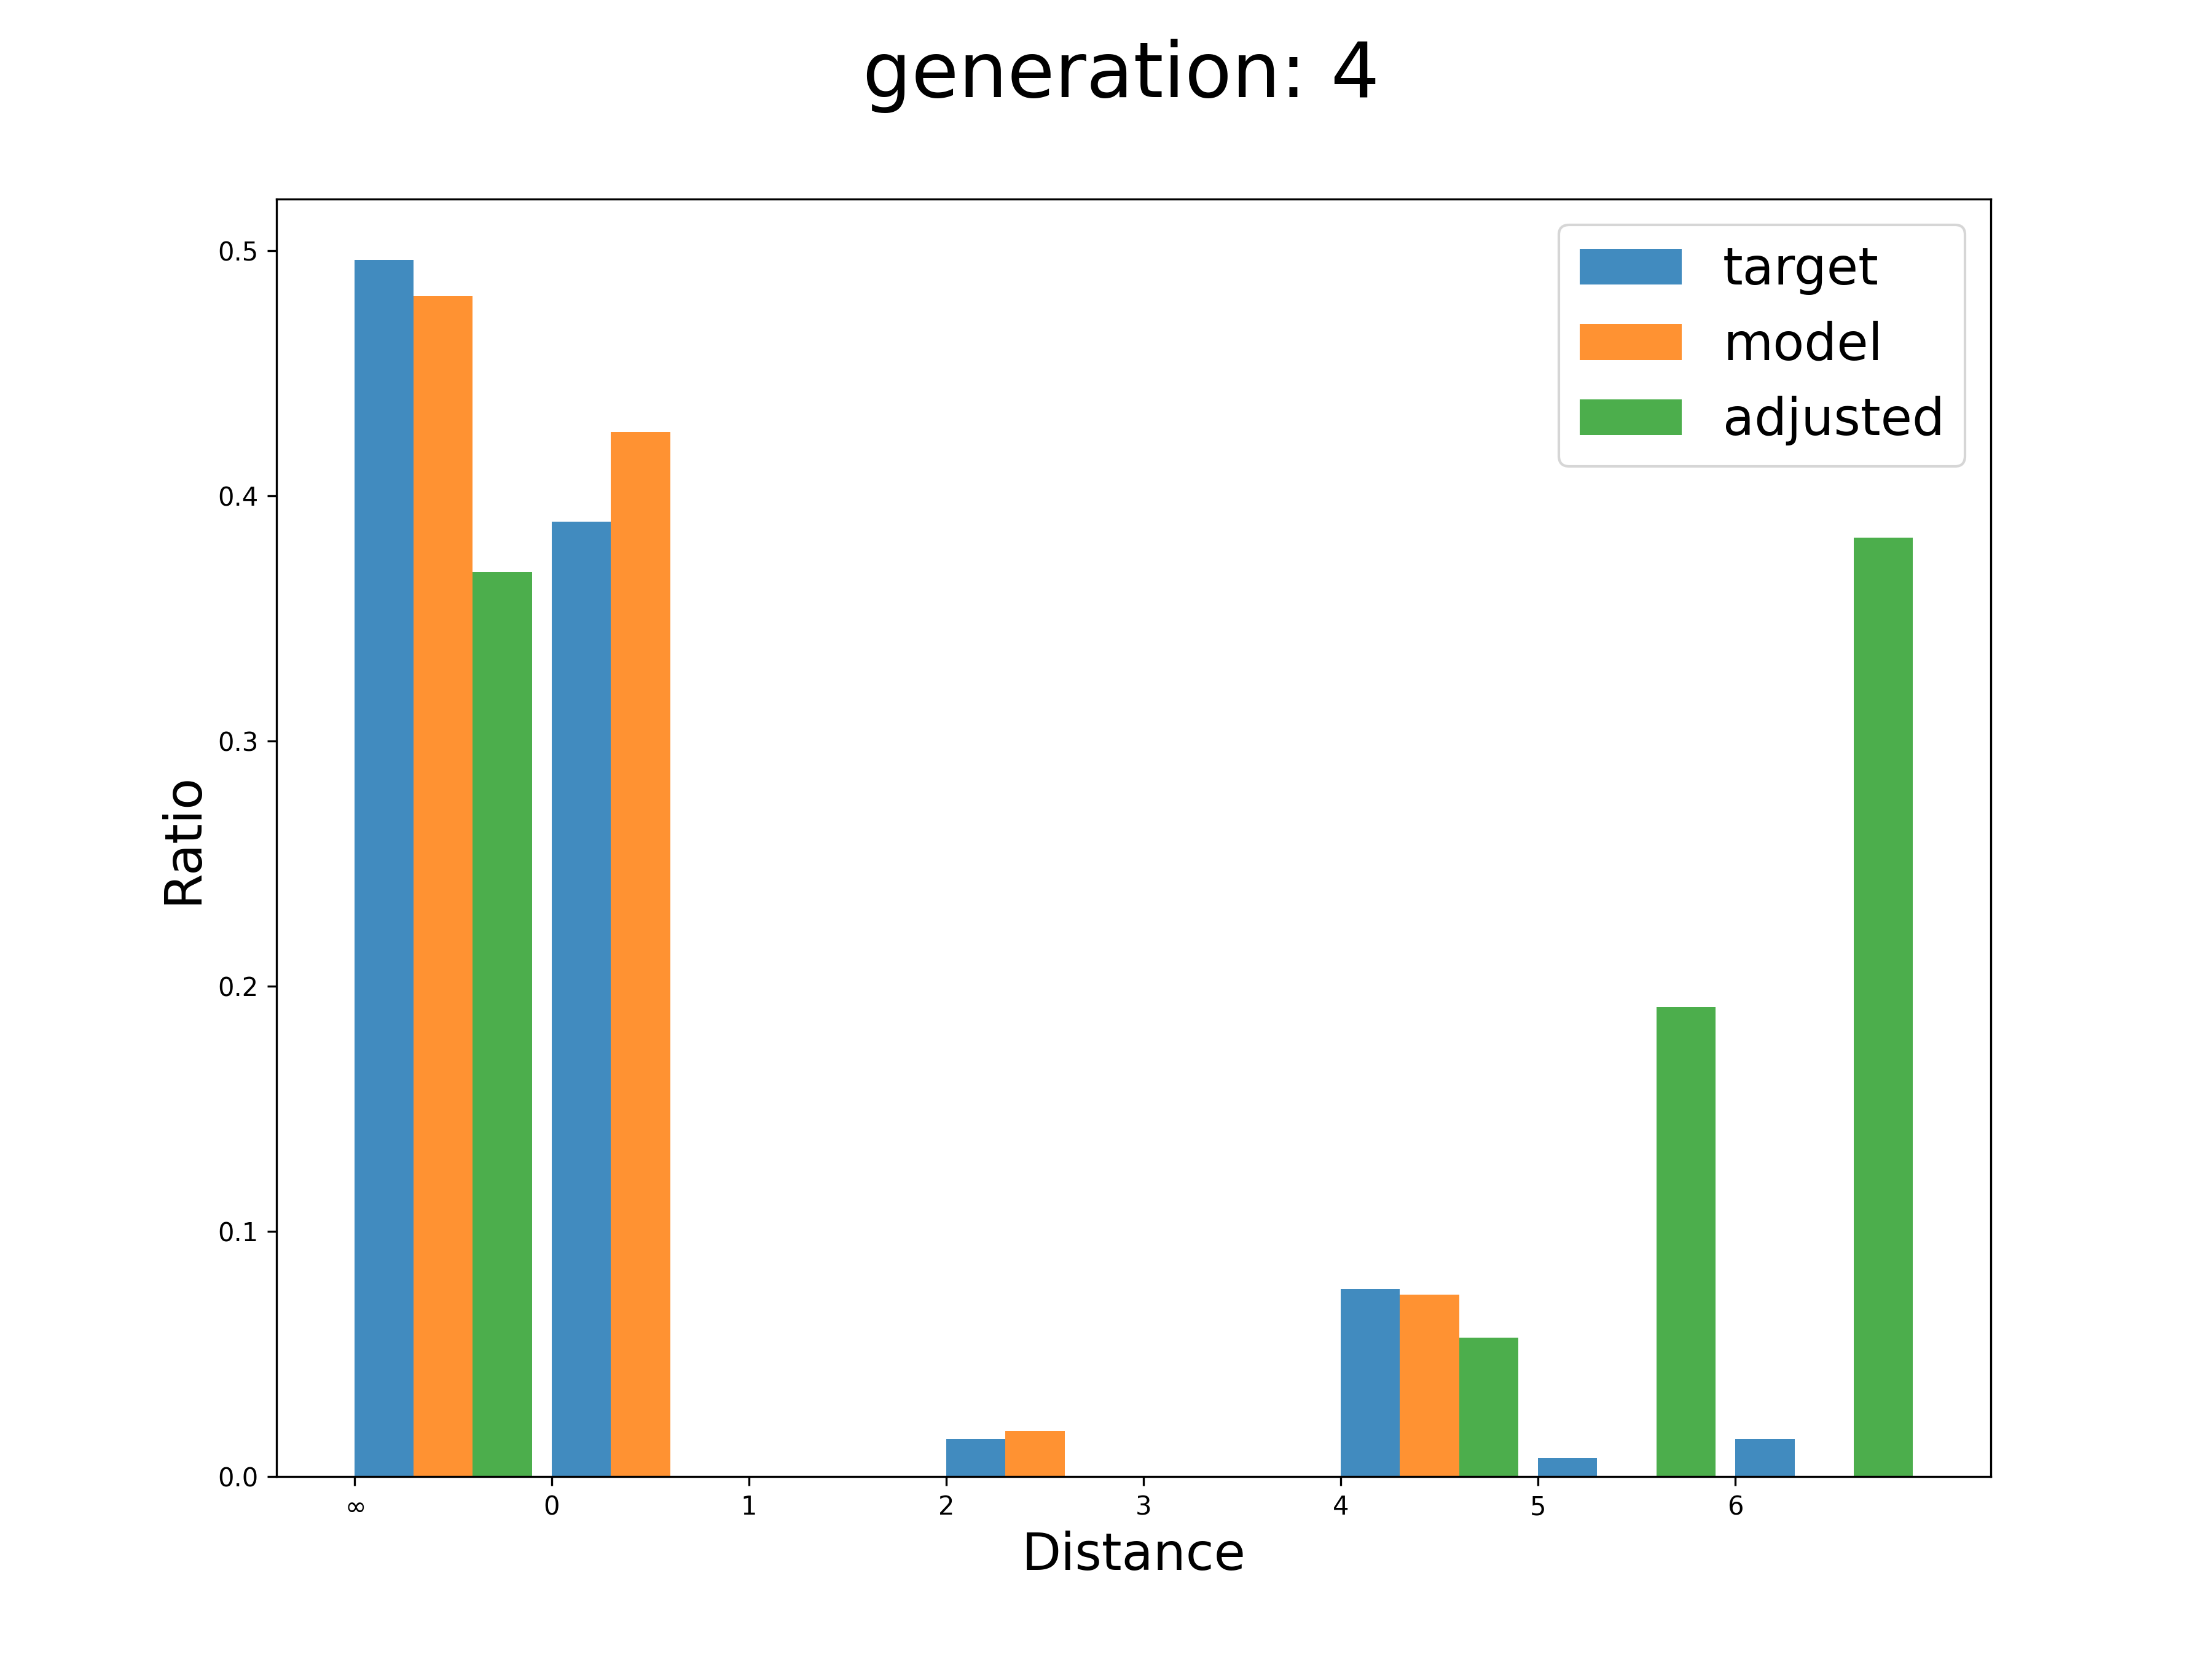 generation: 4
target
model
adjusted
Ratio
0.5
0.4
0.3
0.2
0.1
0.0
∞ 0 1 2 3 4 5 6
Distance